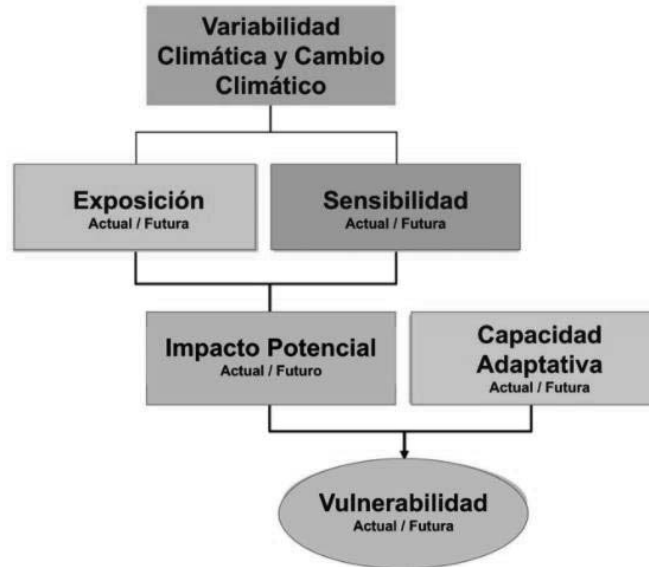 Variabilidad
Climática y Cambio
Climático
Exposición
Actual / Futura
Sensibilidad
Actual / Futura
Impacto Potencial
Actual / Futuro
Capacidad
Adaptativa
Actual / Futura
Vulnerabilidad
Actual / Futura